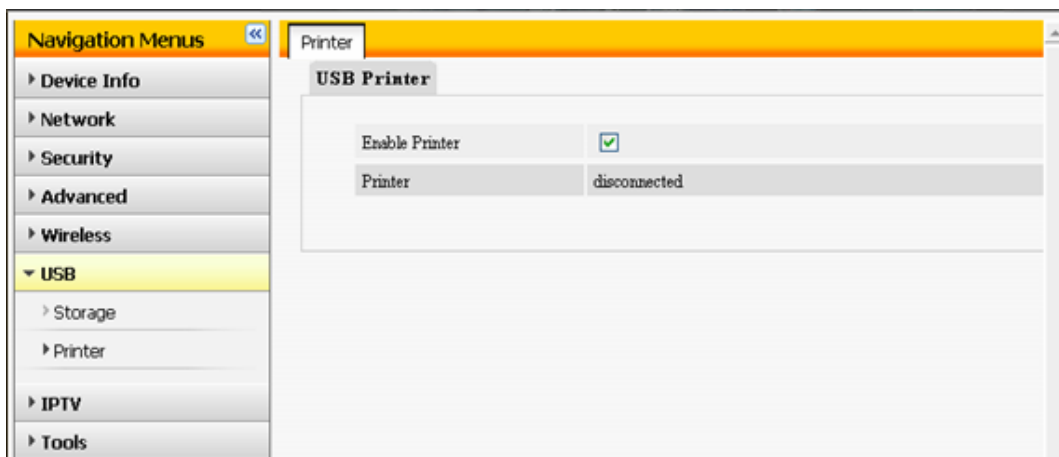 Navigation Menus
Device Info
Network
Security
Advanced
Wireless
USB
Storage
Printer
IPTV
Tools
Printer
USB Printer
Enable Printer
Printer disconnected